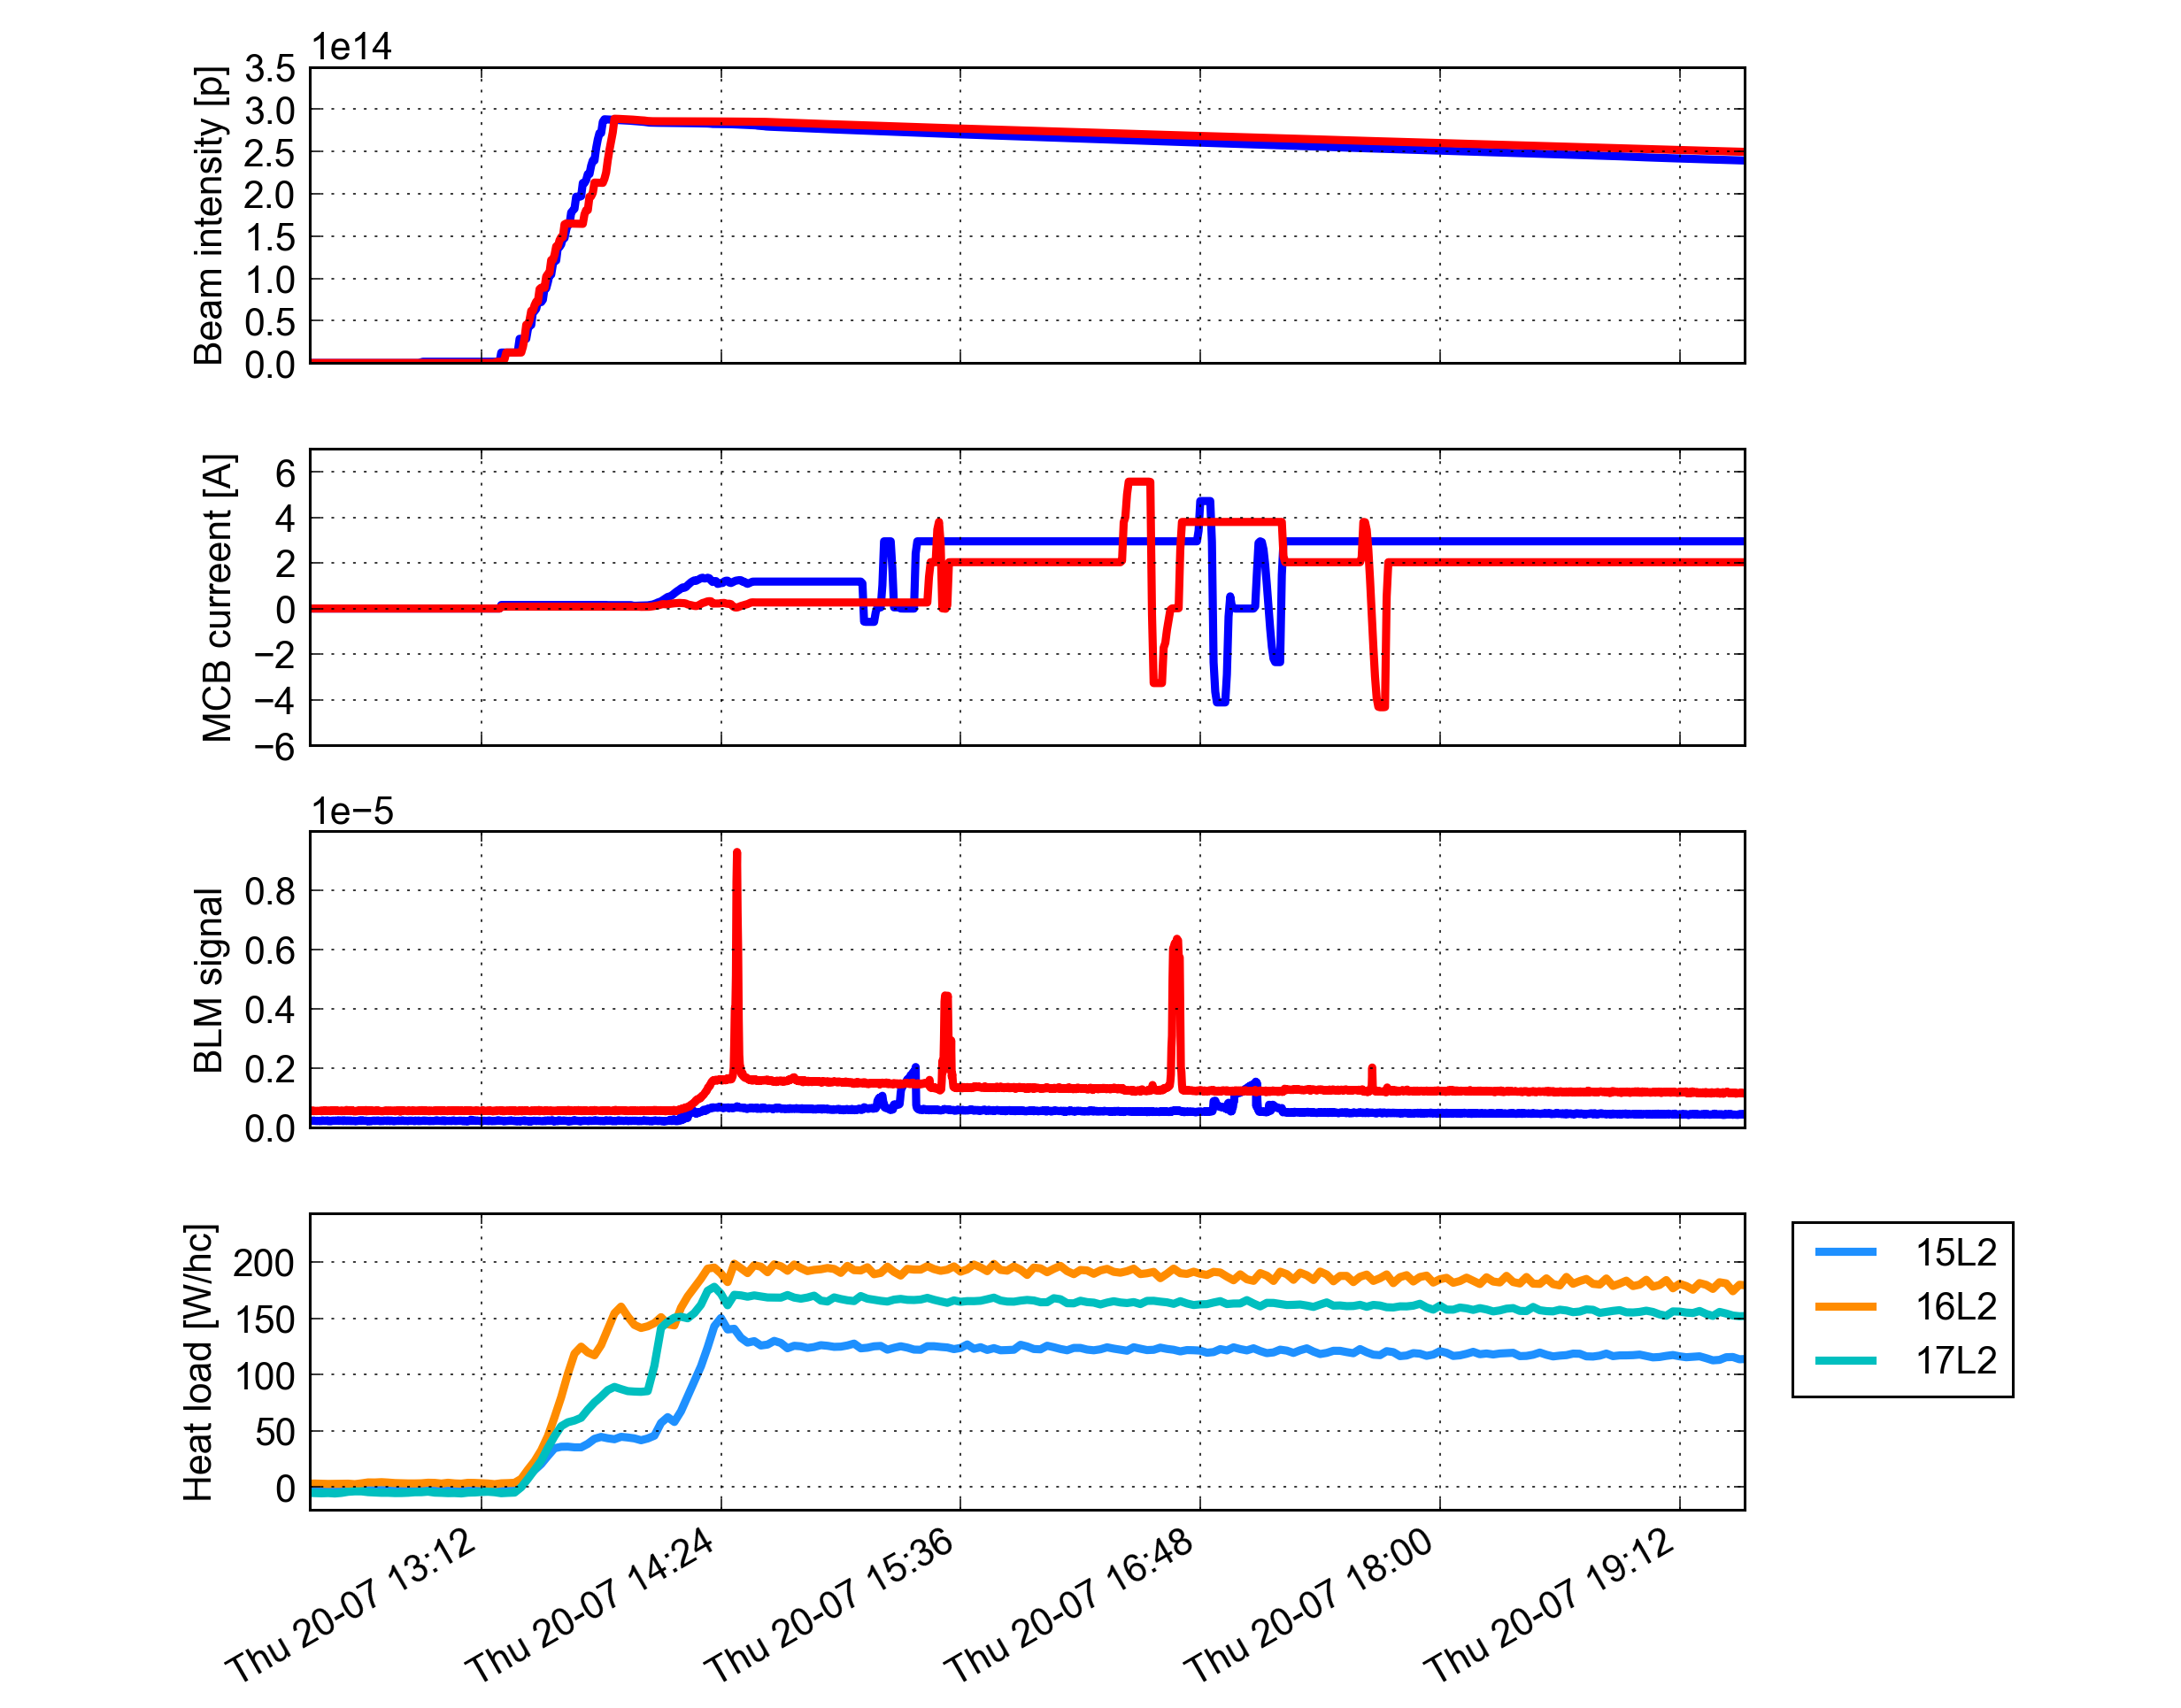 1e14
Beam intensity [p]
3.5
3.0
2.5
2.0
1.5
1.0
0.5
0.0
MCB current [A]
6
4
2
0
−2
−4
−6
1e−5
BLM signal
0.8
0.6
0.4
0.2
0.0
Heat load [W/hc]
200
150
100
50
0
15L2
16L2
17L2
Thu 20-07 13:12
Thu 20-07 14:24
Thu 20-07 15:36
Thu 20-07 16:48
Thu 20-07 18:00
Thu 20-07 19:12